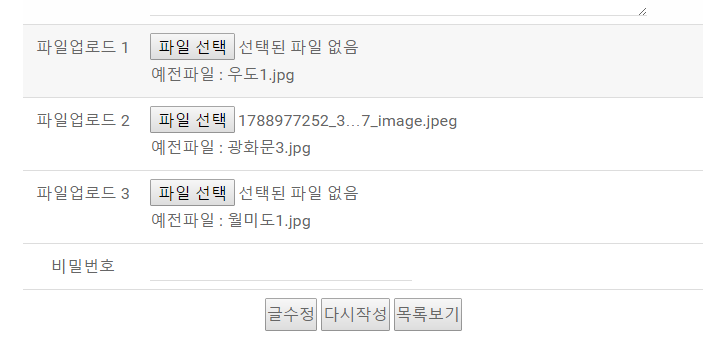 파일업로드 1 파일 선택 선택된 파일 없음
예전파일 : 우도1.jpg
파일업로드 2 파일 선택 1788977252_3...7_image.jpeg
예전파일 : 광화문3.jpg
파일업로드 3 파일 선택 선택된 파일 없음
예전파일 : 월미도1.jpg
비밀번호
글수정 다시작성 목록보기